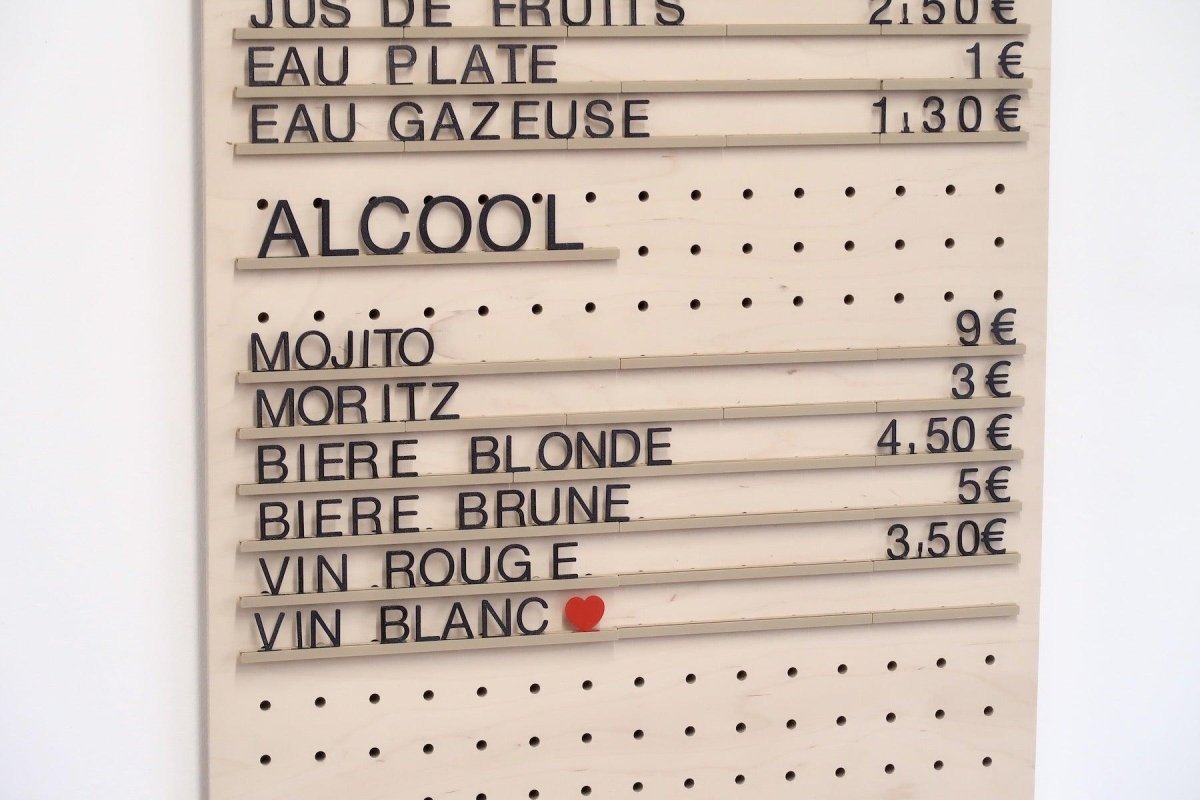 JUS DE FRUITS 2,50€
EAU PLATE 1€
EAU GAZEUSE 1,30€
ALCOOL
MOJITO 9€
MORITZ 3€
BIERE BLONDE 4,50€
BIERE BRUNE 5€
VIN ROUGE 3,50€
VIN BLANC ♥